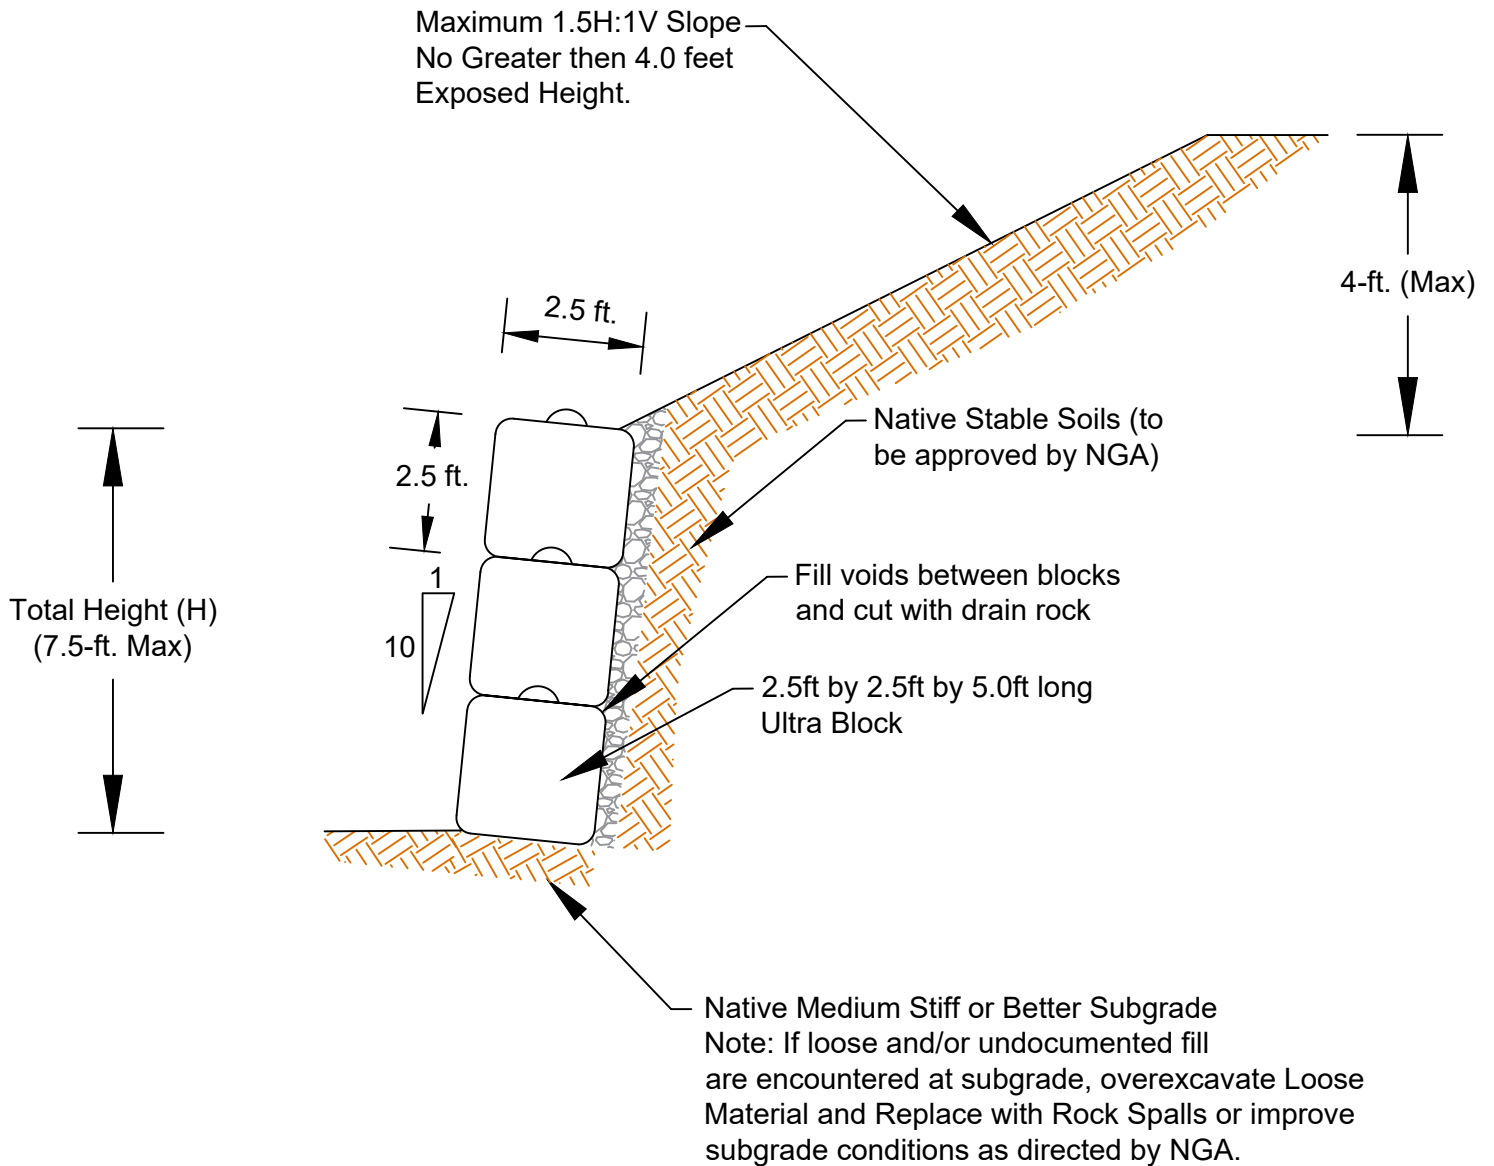 Maximum 1.5H:1V Slope
No Greater then 4.0 feet
Exposed Height.
2.5 ft.
4-ft. (Max)
Native Stable Soils (to
be approved by NGA)
2.5 ft.
1
10
Total Height (H)
(7.5-ft. Max)
Fill voids between blocks
and cut with drain rock
2.5ft by 2.5ft by 5.0ft long
Ultra Block
Native Medium Stiff or Better Subgrade
Note: If loose and/or undocumented fill
are encountered at subgrade, overexcavate Loose
Material and Replace with Rock Spalls or improve
subgrade conditions as directed by NGA.